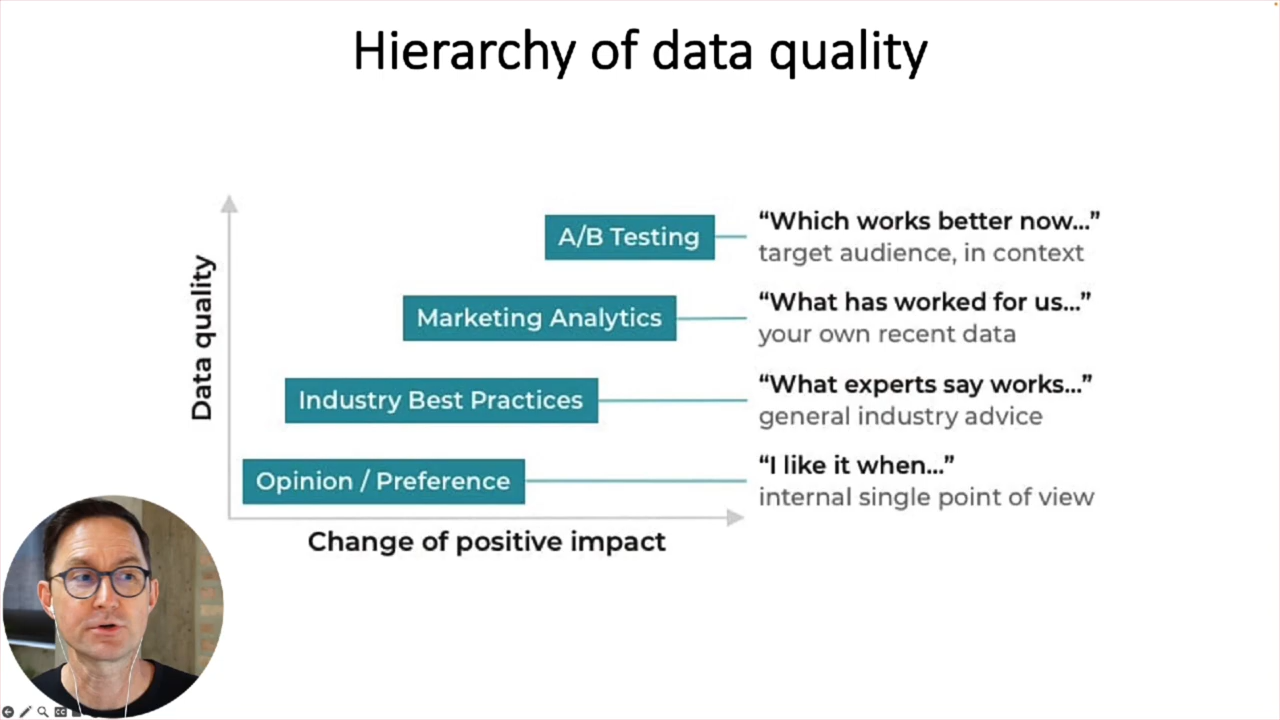 Hierarchy of data quality
Data quality
A/B Testing
“Which works better now...”
target audience, in context
Marketing Analytics
“What has worked for us...”
your own recent data
Industry Best Practices
“What experts say works...”
general industry advice
Opinion / Preference
“I like it when...”
internal single point of view
Change of positive impact